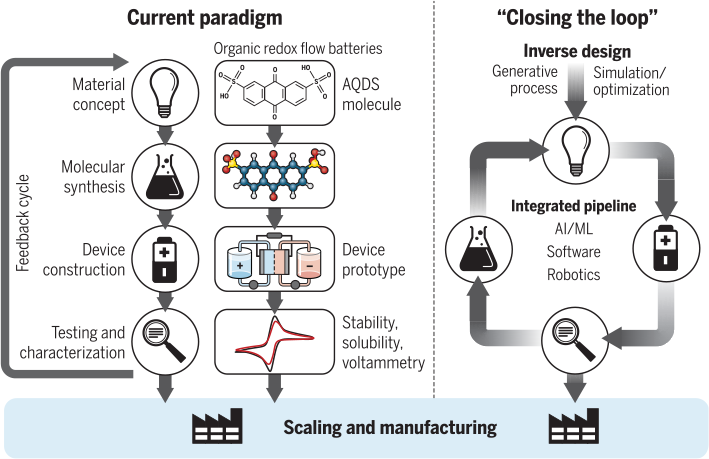 Current paradigm
Organic redox flow batteries
Feedback cycle
Material
concept
O
O
S
O
HO
O
HO
O
S
O
O
AQDS
molecule
Molecular
synthesis
Device
construction
+
−
Device
prototype
Testing and
characterization
Stability,
solubility,
voltammetry
“Closing the loop”
Inverse design
Generative
process
Simulation/
optimization
Integrated pipeline
AI/ML
Software
Robotics
Scaling and manufacturing